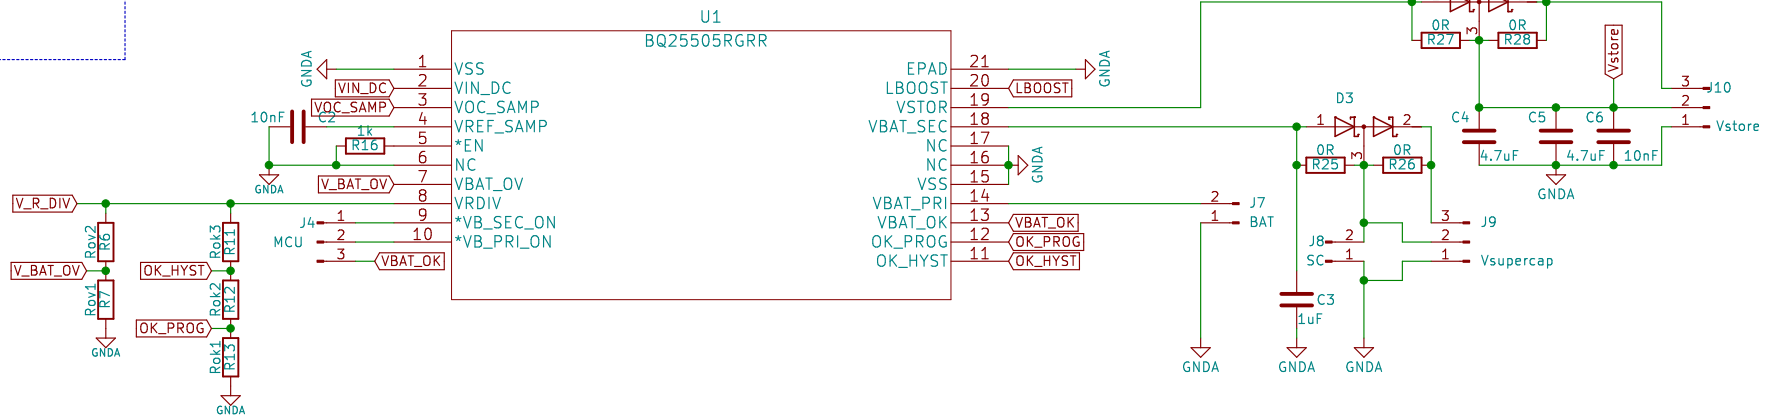 U1
BQ25505RGRR
GNDA
1
VSS
VIN_DC
2
VIN_DC
VOC_SAMP
3
VOC_SAMP
10nF
C2
4
VREF_SAMP
1k
R16
5
*EN
6
NC
GNDA
V_BAT_OV
7
VBAT_OV
V_R_DIV
8
VRDIV
J4
1
9
*VB_SEC_ON
MCU
2
10
*VB_PRI_ON
3
VBAT_OK
Rov2
R6
V_BAT_OV
Rov1
R7
GNDA
Rok3
R11
OK_HYST
Rok2
R12
OK_PROG
Rok1
R13
GNDA
EPAD
21
GNDA
LBOOST
20
LBOOST
VSTOR
19
VBAT_SEC
18
NC
17
NC
16
GNDA
VSS
15
VBAT_PRI
14
VBAT_OK
13
VBAT_OK
OK_PROG
12
OK_PROG
OK_HYST
11
OK_HYST
2
J7
1
BAT
GNDA
D3
1
2
3
0R
R25
0R
R26
C3
1uF
GNDA
J8
2
SC
1
GNDA
3
J9
2
1
Vsupercap
0R
R27
3
0R
R28
Vstore
3
J10
2
1
Vstore
C4
4.7uF
C5
4.7uF
C6
10nF
GNDA